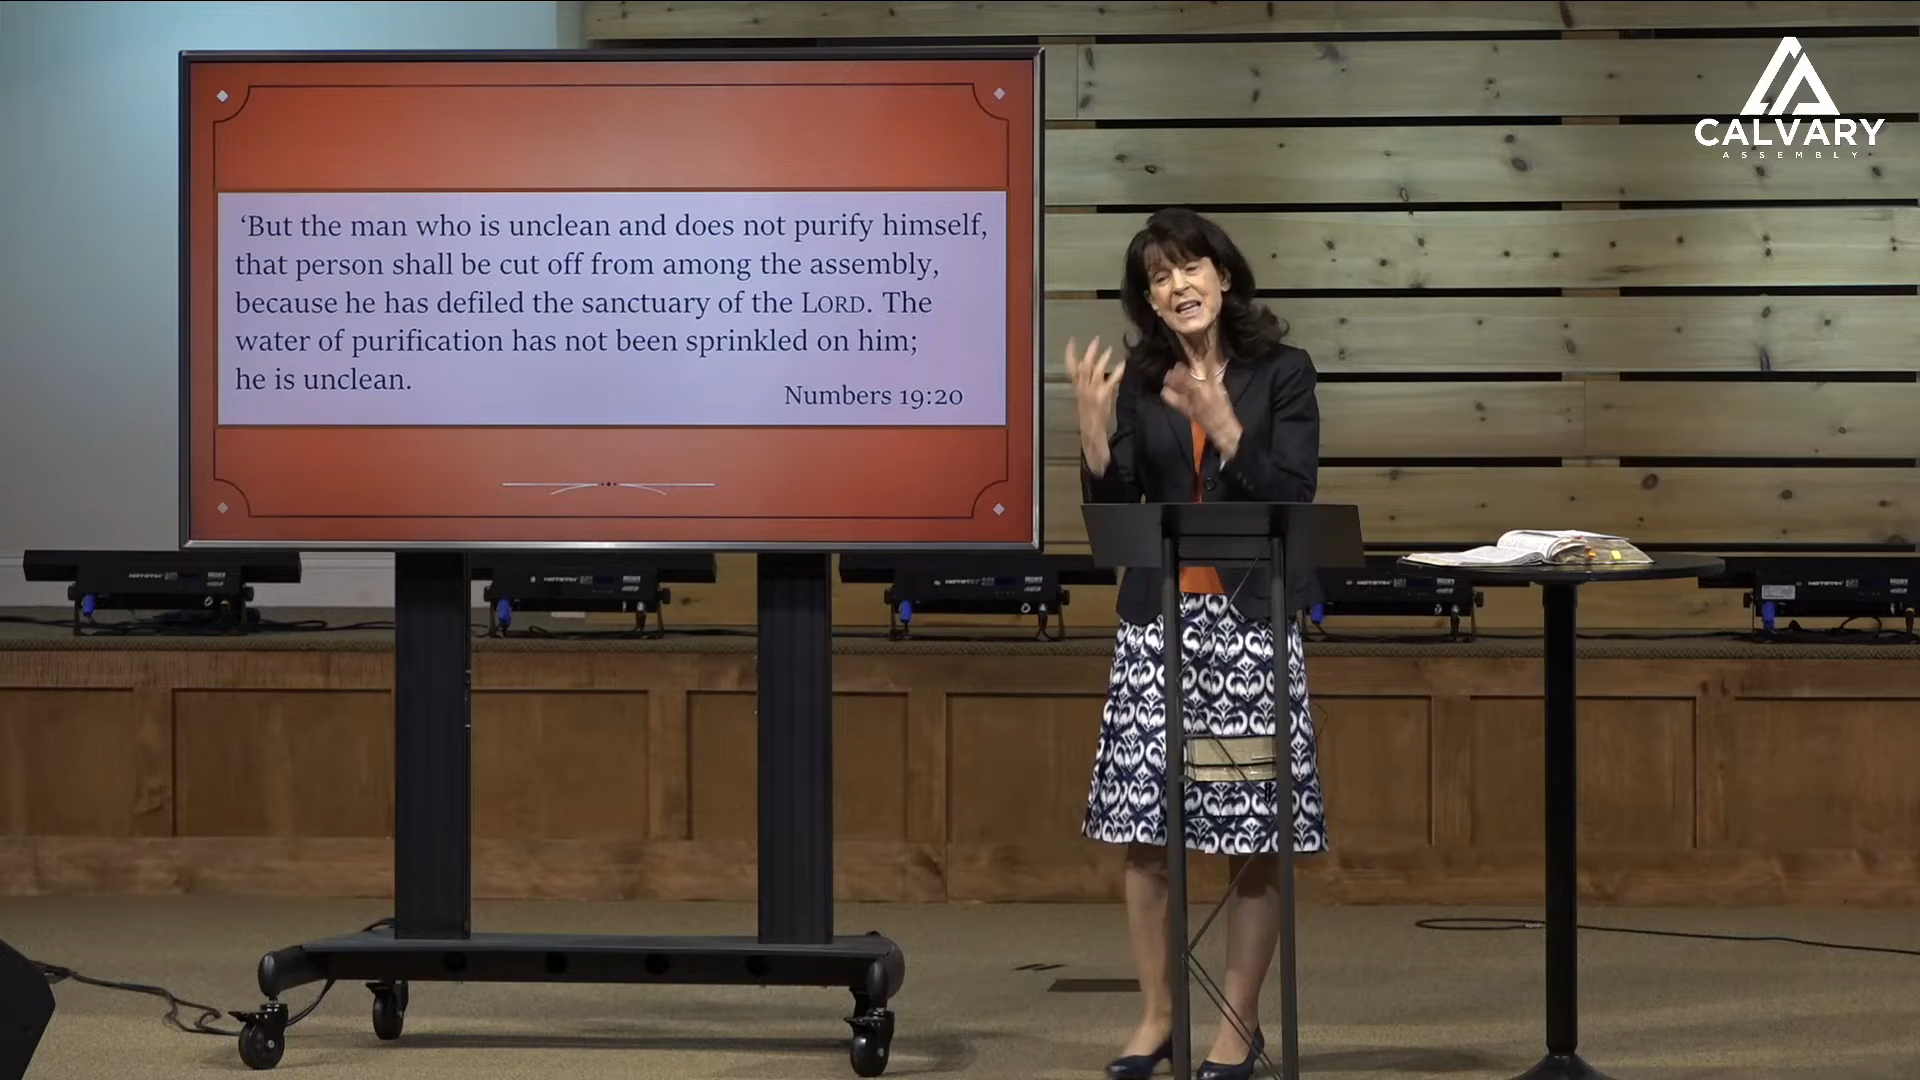 ‘But the man who is unclean and does not purify himself,
that person shall be cut off from among the assembly,
because he has defiled the sanctuary of the LORD. The
water of purification has not been sprinkled on him;
he is unclean.
Numbers 19:20
CALVARY
ASSEMBLY